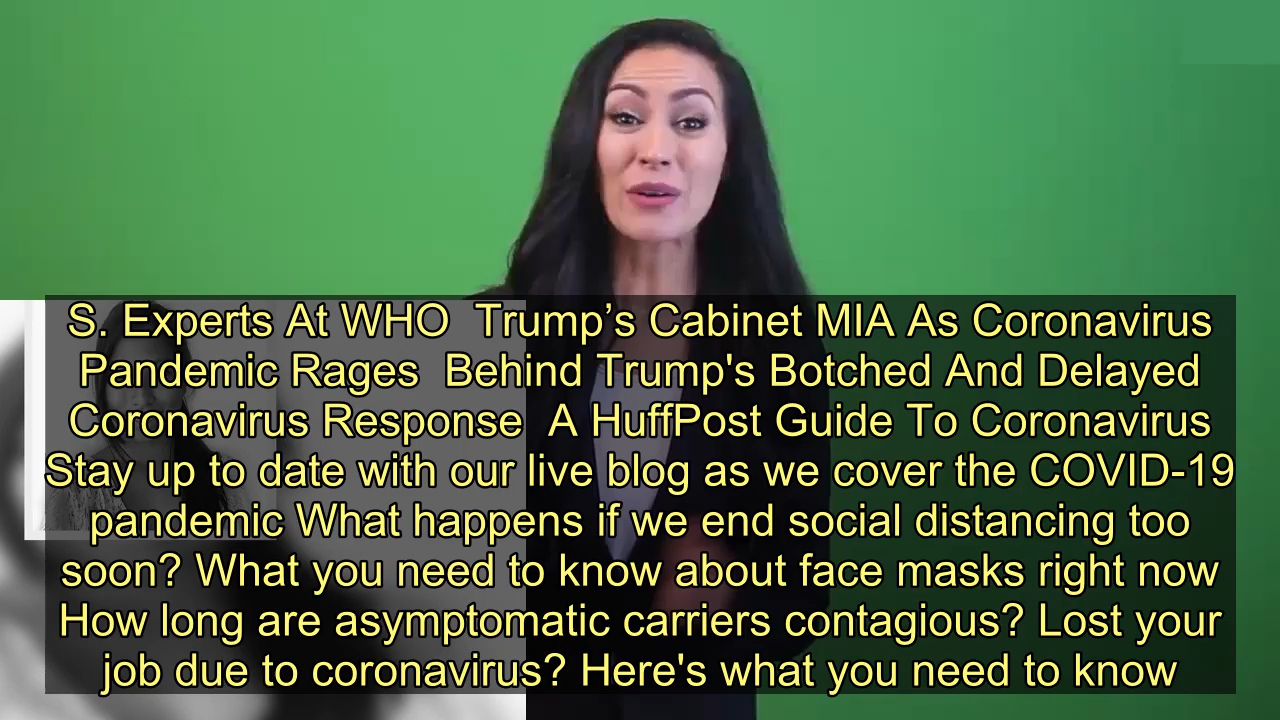 S. Experts At WHO  Trump’s Cabinet MIA As Coronavirus
Pandemic Rages  Behind Trump's Botched And Delayed
Coronavirus Response  A HuffPost Guide To Coronavirus
Stay up to date with our live blog as we cover the COVID-19
pandemic What happens if we end social distancing too
soon? What you need to know about face masks right now
How long are asymptomatic carriers contagious? Lost your
job due to coronavirus? Here's what you need to know